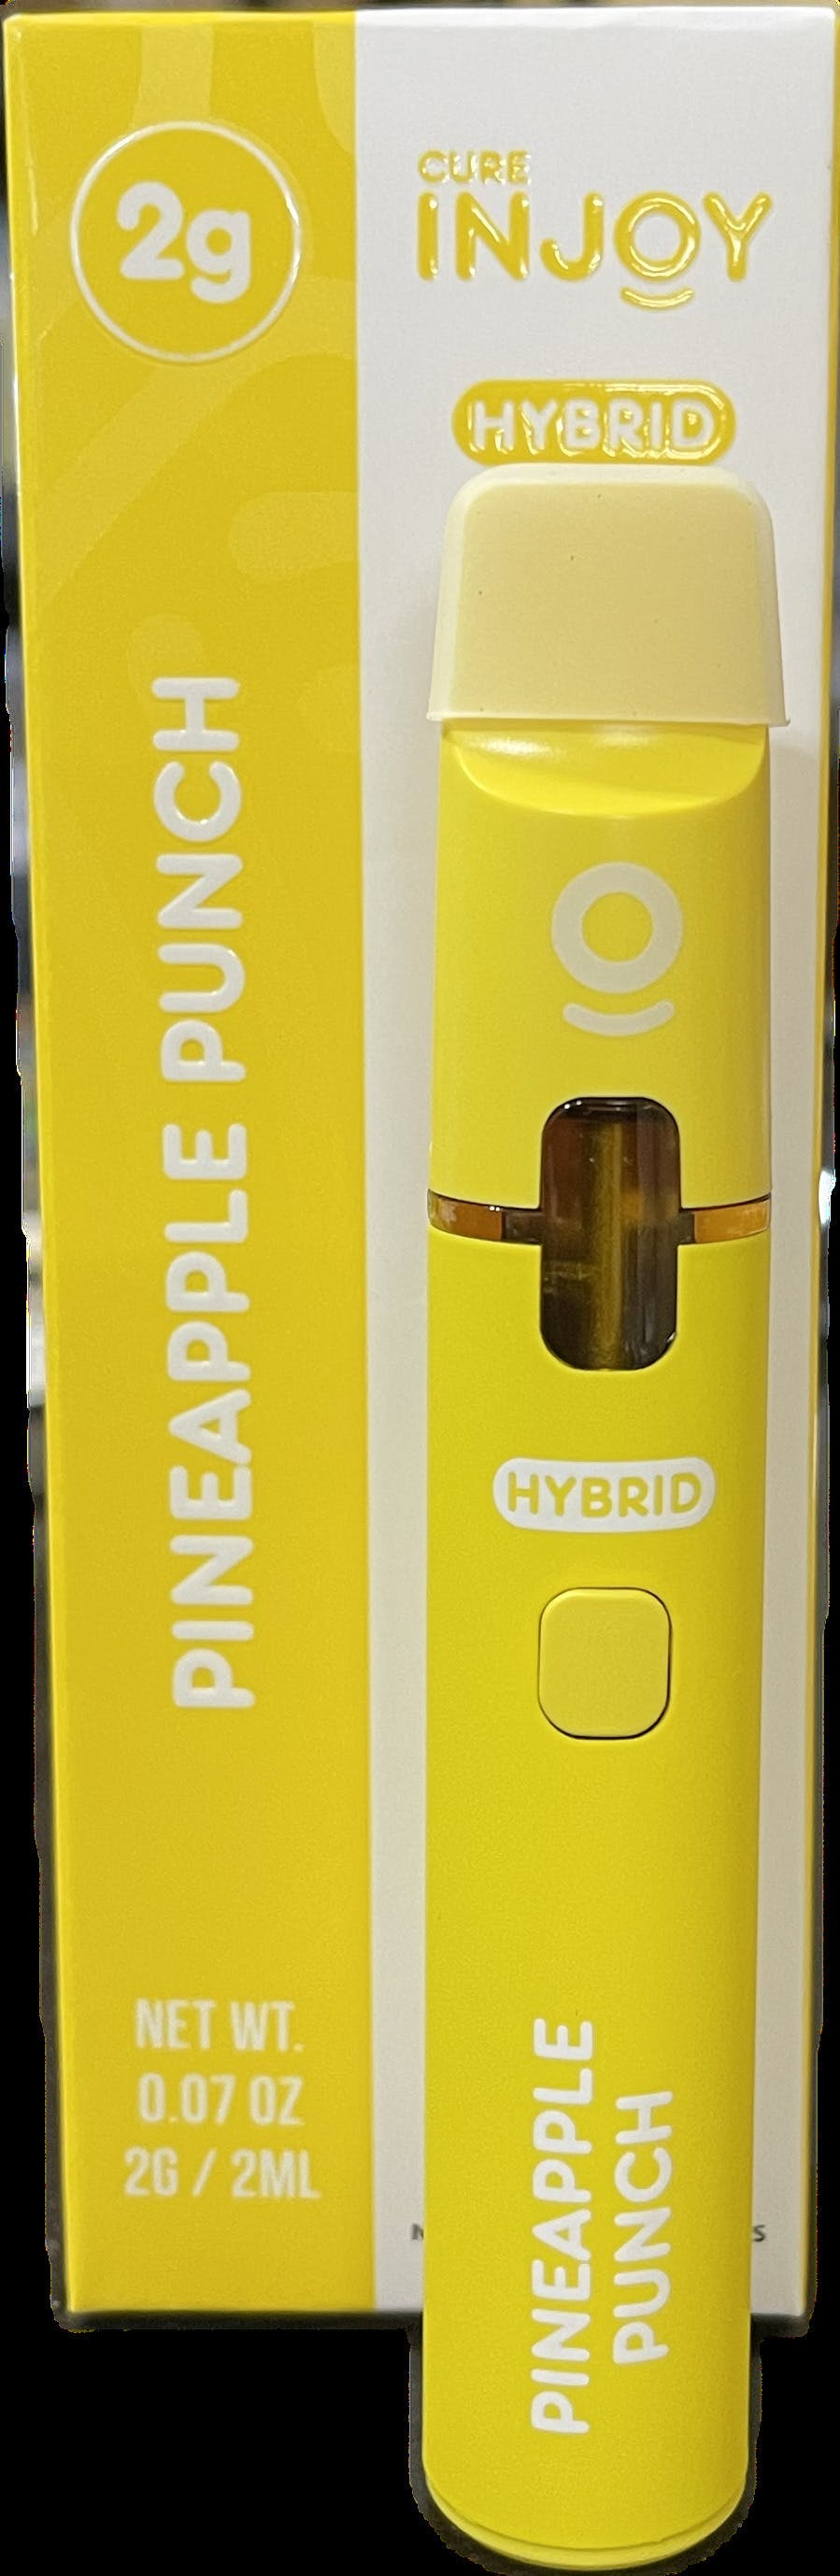 2g
PINEAPPLE PUNCH
NET WT.
0.07 OZ
2G / 2ML
CURE
INJOY
HYBRID
HYBRID
PINEAPPLE
PUNCH